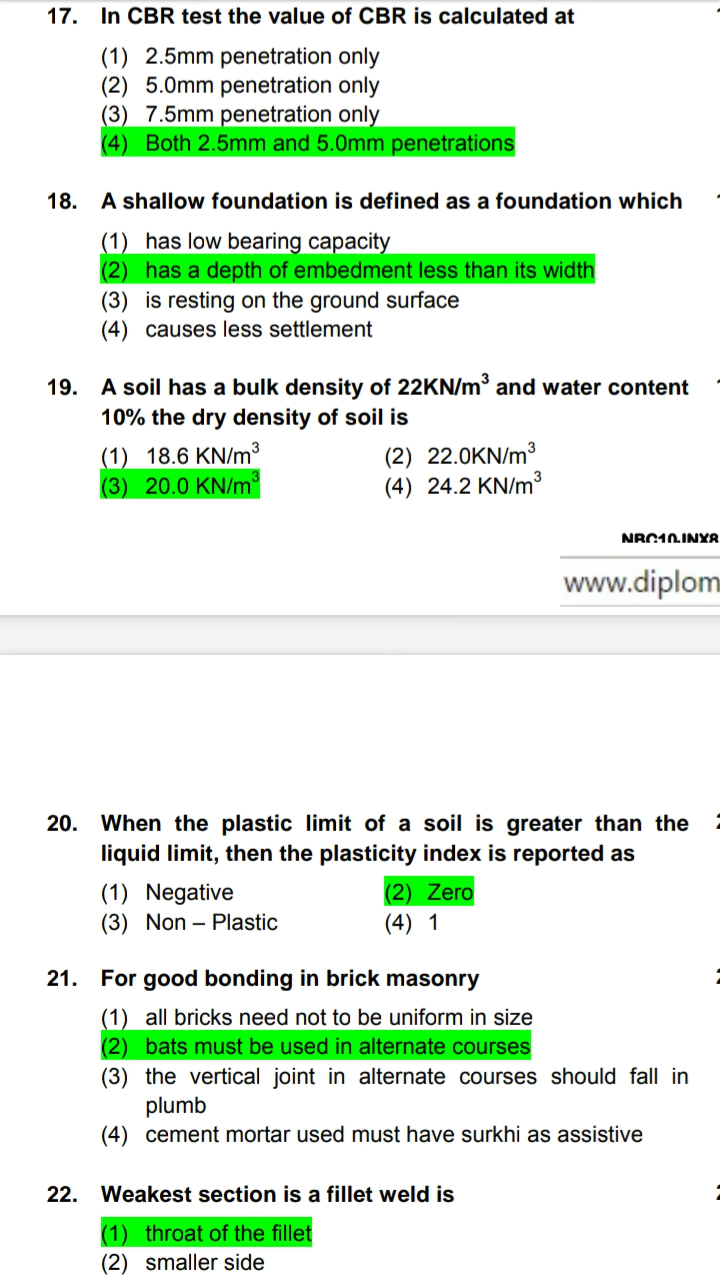 17. In CBR test the value of CBR is calculated at
(1) 2.5mm penetration only
(2) 5.0mm penetration only
(3) 7.5mm penetration only
(4) Both 2.5mm and 5.0mm penetrations
18. A shallow foundation is defined as a foundation which
(1) has low bearing capacity
(2) has a depth of embedment less than its width
(3) is resting on the ground surface
(4) causes less settlement
19. A soil has a bulk density of 22KN/m³ and water content
10% the dry density of soil is
(1) 18.6 KN/m³ (2) 22.0KN/m³
(3) 20.0 KN/m³ (4) 24.2 KN/m³
www.diplom
20. When the plastic limit of a soil is greater than the
liquid limit, then the plasticity index is reported as
(1) Negative (2) Zero
(3) Non – Plastic (4) 1
21. For good bonding in brick masonry
(1) all bricks need not to be uniform in size
(2) bats must be used in alternate courses
(3) the vertical joint in alternate courses should fall in
plumb
(4) cement mortar used must have surkhi as assistive
22. Weakest section is a fillet weld is
(1) throat of the fillet
(2) smaller side